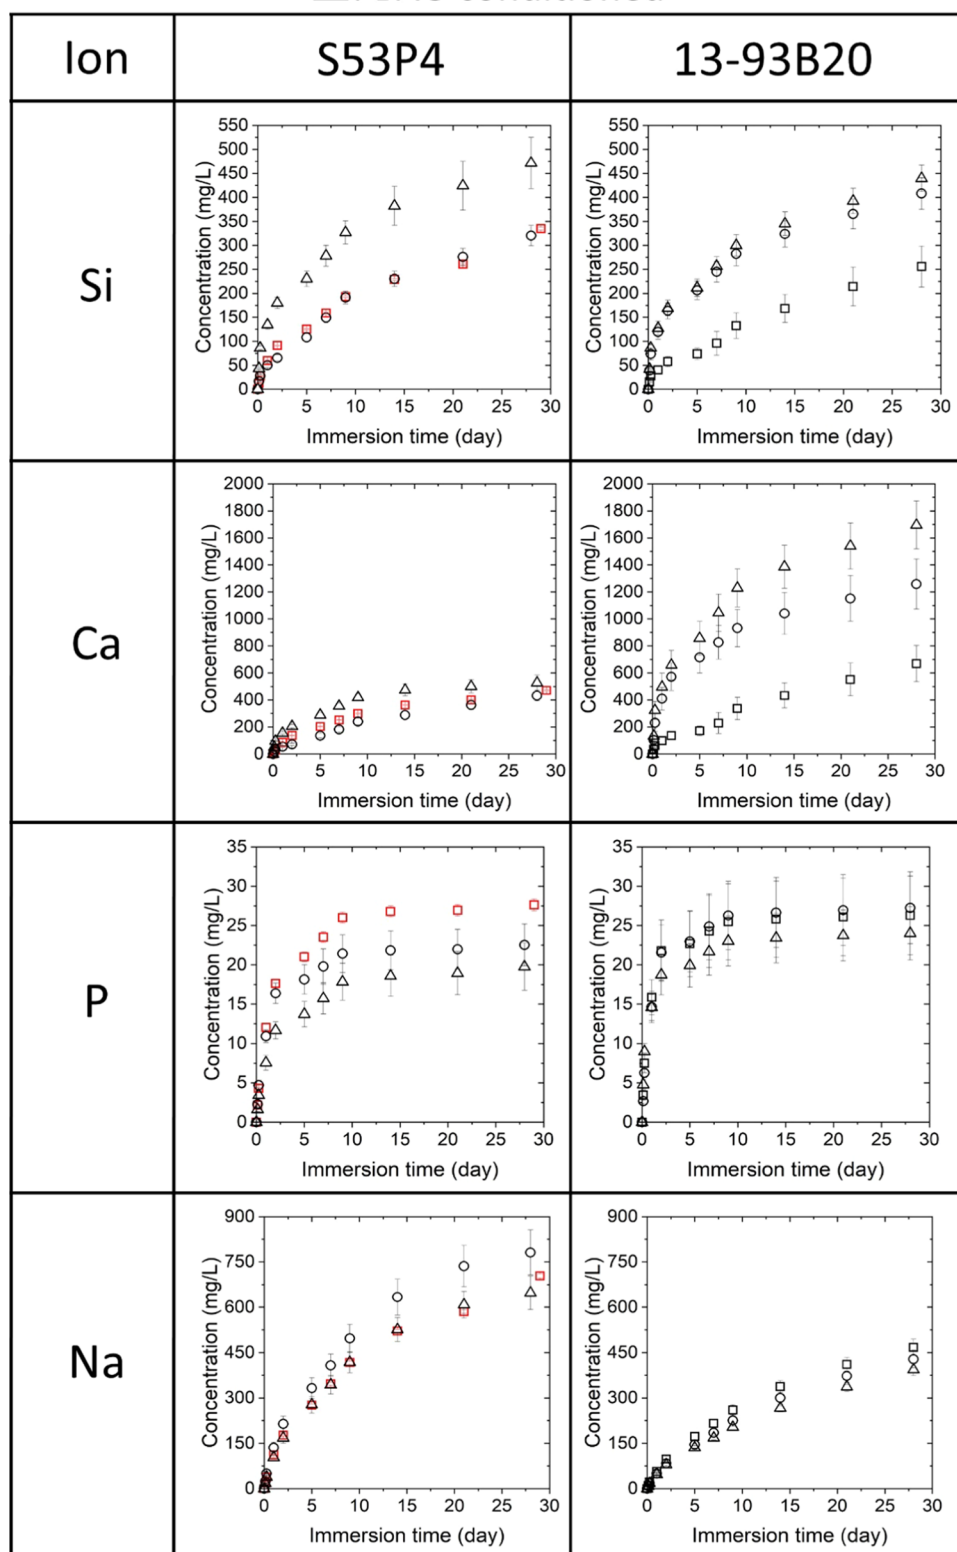 Ion S53P4 13-93B20
Si
Concentration (mg/L)
550
500
450
400
350
300
250
200
150
100
50
0
0 5 10 15 20 25 30
Immersion time (day)
Concentration (mg/L)
550
500
450
400
350
300
250
200
150
100
50
0
0 5 10 15 20 25 30
Immersion time (day)
Ca
Concentration (mg/L)
2000
1800
1600
1400
1200
1000
800
600
400
200
0
0 5 10 15 20 25 30
Immersion time (day)
Concentration (mg/L)
2000
1800
1600
1400
1200
1000
800
600
400
200
0
0 5 10 15 20 25 30
Immersion time (day)
P
Concentration (mg/L)
35
30
25
20
15
10
5
0
0 5 10 15 20 25 30
Immersion time (day)
Concentration (mg/L)
35
30
25
20
15
10
5
0
0 5 10 15 20 25 30
Immersion time (day)
Na
Concentration (mg/L)
900
750
600
450
300
150
0
0 5 10 15 20 25 30
Immersion time (day)
Concentration (mg/L)
900
750
600
450
300
150
0
0 5 10 15 20 25 30
Immersion time (day)